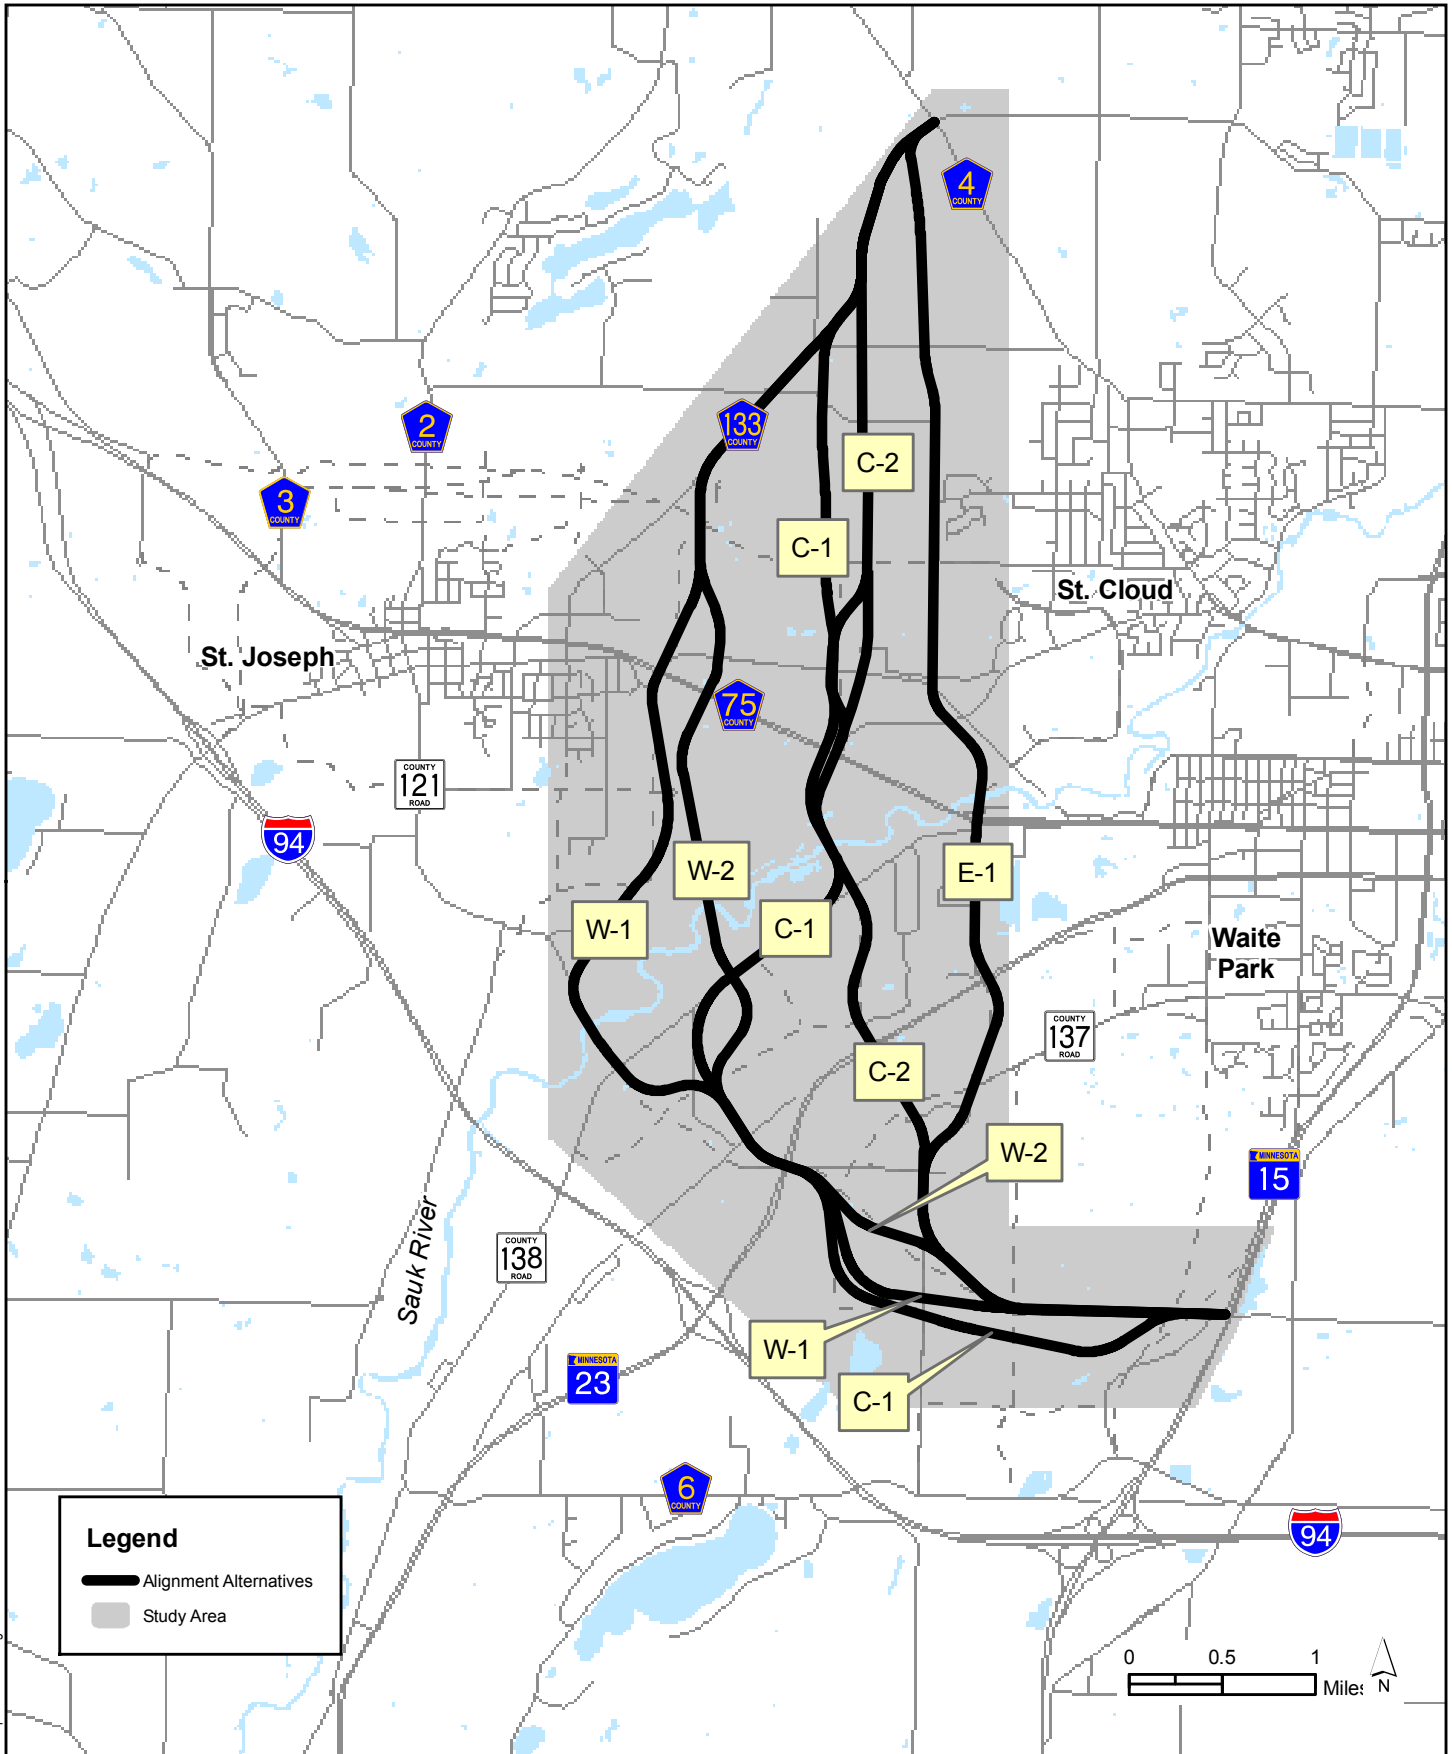 4
COUNTY
2
COUNTY
133
COUNTY
C-2
3
COUNTY
C-1
St. Cloud
St. Joseph
75
COUNTY
COUNTY
121
ROAD
94
W-2
E-1
W-1
C-1
Waite
Park
COUNTY
137
ROAD
C-2
W-2
MINNESOTA
15
Sauk River
COUNTY
138
ROAD
W-1
MINNESOTA
23
C-1
6
COUNTY
94
Legend
Alignment Alternatives
Study Area
0 0.5 1
Miles
N